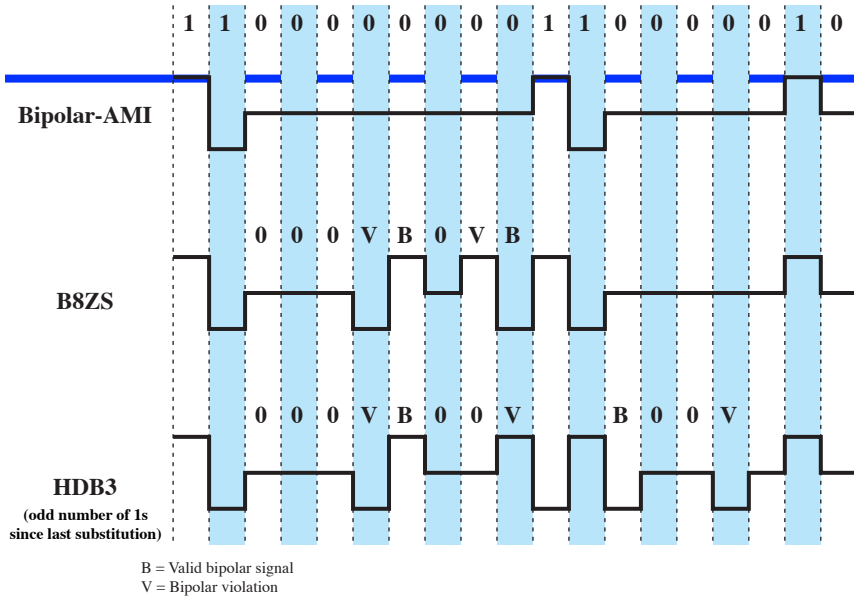 1 1 0 0 0 0 0 0 0 0 1 1 0 0 0 0 0 1 0
Bipolar-AMI
0 0 0 V B 0 V B
B8ZS
0 0 0 V B 0 0 V B 0 0 V
HDB3
(odd number of 1s
since last substitution)
B = Valid bipolar signal
V = Bipolar violation